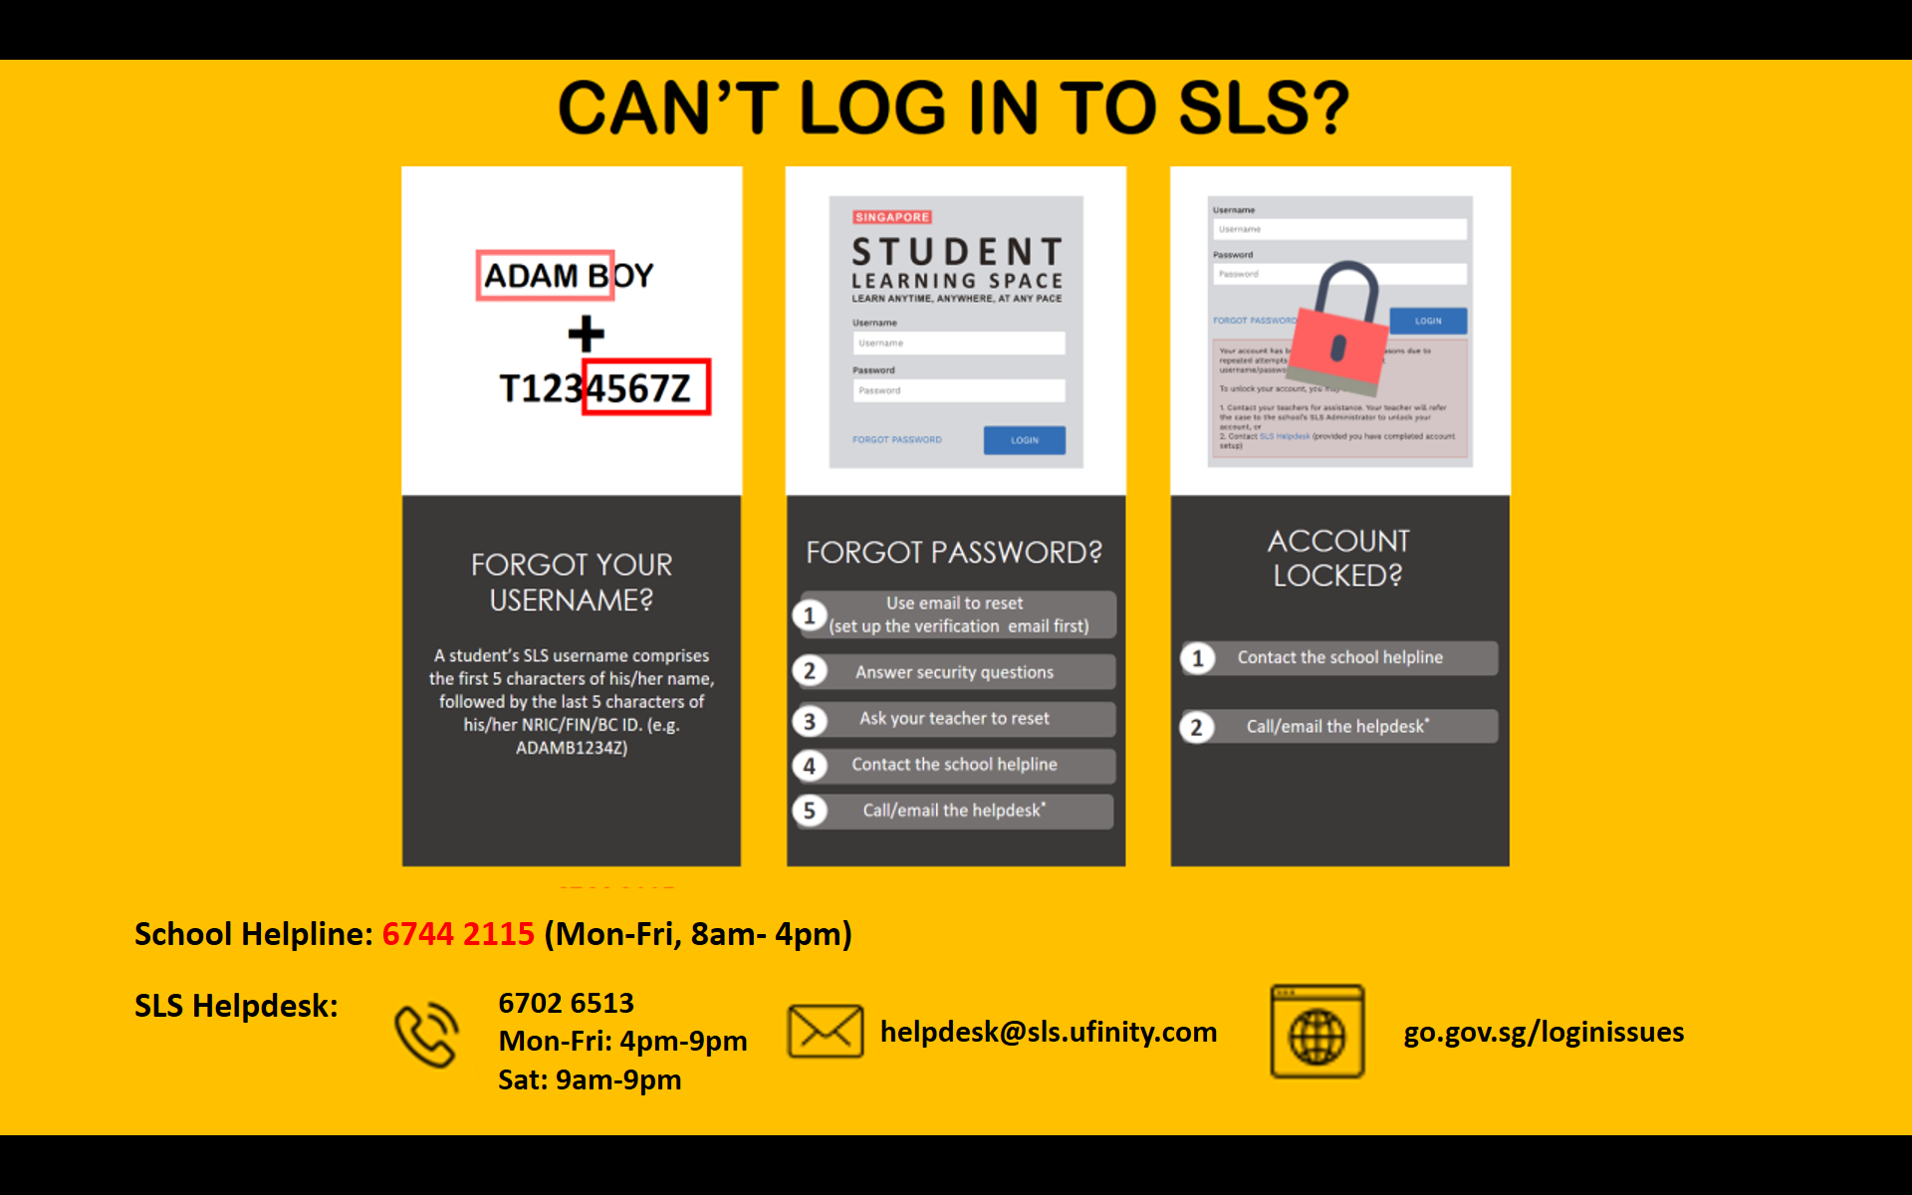 CAN'T LOG IN TO SLS?
ADAM BOY
+
T1234567Z
FORGOT YOUR
USERNAME?
A student's SLS username comprises
the first 5 characters of his/her name,
followed by the last 5 characters of
his/her NRIC/FIN/BC ID. (e.g.
ADAMB1234Z)
SINGAPORE
STUDENT
LEARNING SPACE
LEARN ANYTIME, ANYWHERE, AT ANY PACE
Username
Username
Password
Password
FORGOT PASSWORD
LOGIN
FORGOT PASSWORD?
1 Use email to reset
(set up the verification email first)
2 Answer security questions
3 Ask your teacher to reset
4 Contact the school helpline
5 Call/email the helpdesk*
Username
Username
Password
Password
FORGOT PASSWORD
LOGIN
Your account has due to
repeated attempts
To unlock your account, you
1. Contact your teachers for assistance. Your teacher will refer
the case to the school's SLS Administrator to unlock your
account, or
2. Contact SLS Helpdesk (provided you have completed account
setup)
ACCOUNT
LOCKED?
1 Contact the school helpline
2 Call/email the helpdesk*
School Helpline: 6744 2115 (Mon-Fri, 8am- 4pm)
SLS Helpdesk:
6702 6513
Mon-Fri: 4pm-9pm
Sat: 9am-9pm
helpdesk@sls.ufinity.com
go.gov.sg/loginissues